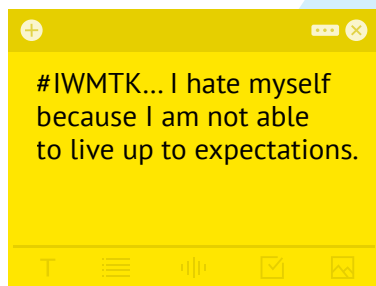 #IWMTK... I hate myself
because I am not able
to live up to expectations.